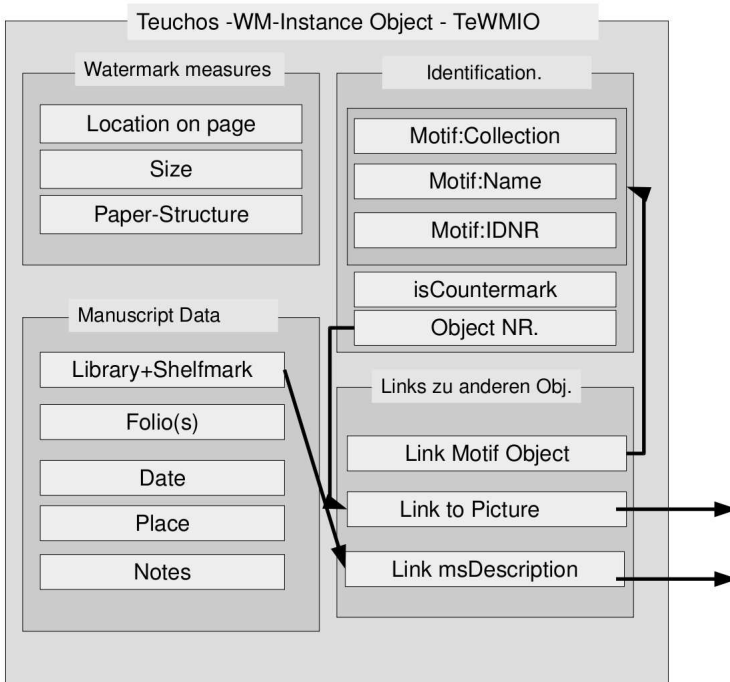 Teuchos -WM-Instance Object - TeWMIO
Watermark measures
Location on page
Size
Paper-Structure
Identification.
Motif:Collection
Motif:Name
Motif:IDNR
isCountermark
Object NR.
Manuscript Data
Library+Shelfmark
Folio(s)
Date
Place
Notes
Links zu anderen Obj.
Link Motif Object
Link to Picture
Link msDescription